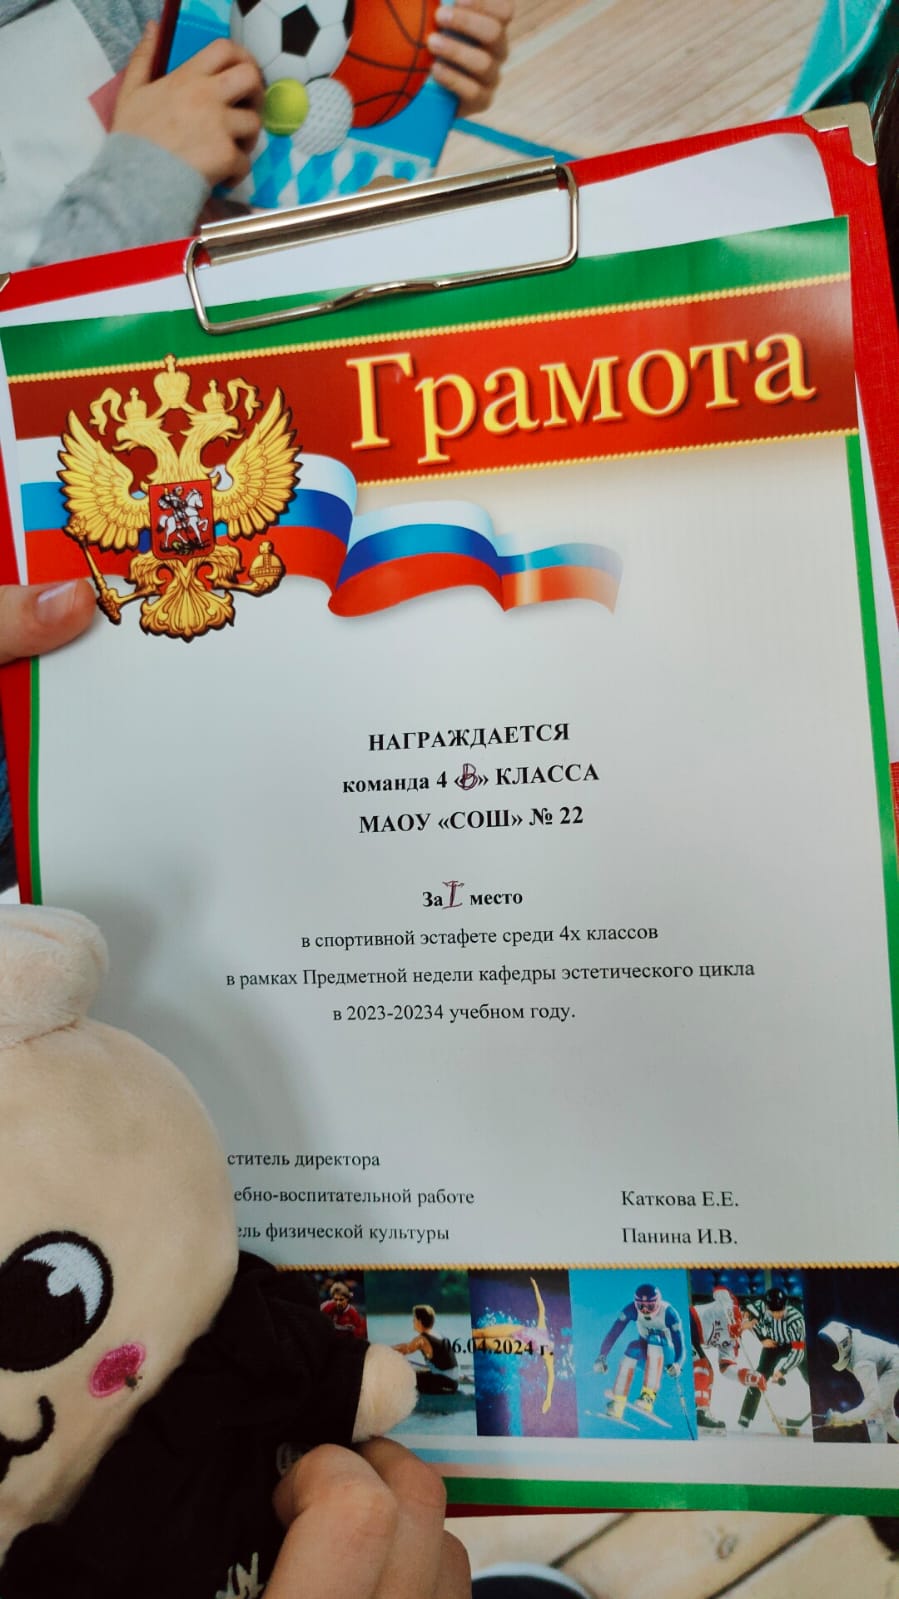 Грамота
НАГРАЖДАЕТСЯ
команда 4 «В» КЛАССА
МАОУ «СОШ» № 22
За I место
в спортивной эстафете среди 4х классов
в рамках Предметной недели кафедры эстетического цикла
в 2023-20234 учебном году.
ститель директора
ебно-воспитательной работе Каткова Е.Е.
ель физической культуры Панина И.В.
06.04.2024 г.